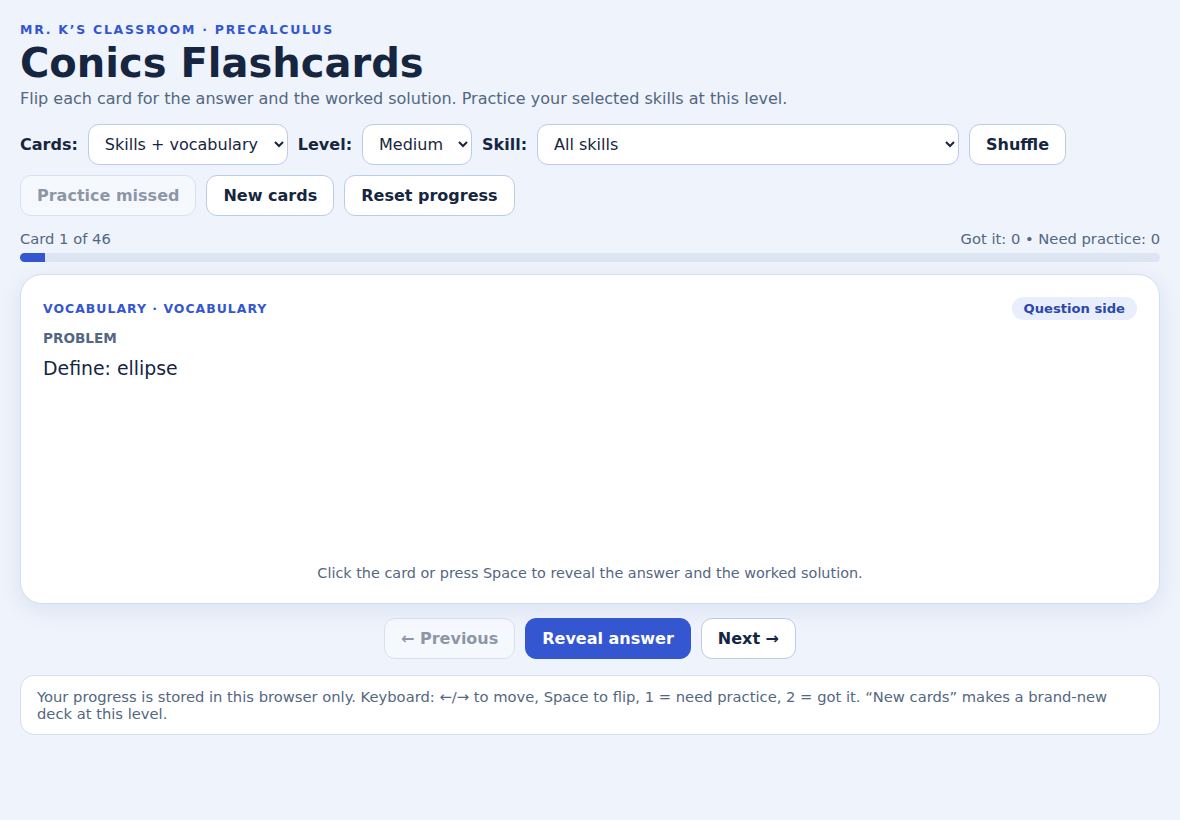 MR. K’S CLASSROOM · PRECALCULUS
Conics Flashcards
Flip each card for the answer and the worked solution. Practice your selected skills at this level.
Cards: Skills + vocabulary Level: Medium Skill: All skills Shuffle
Practice missed New cards Reset progress
Card 1 of 46 Got it: 0 • Need practice: 0
VOCABULARY · VOCABULARY Question side
PROBLEM
Define: ellipse
Click the card or press Space to reveal the answer and the worked solution.
← Previous Reveal answer Next →
Your progress is stored in this browser only. Keyboard: ←/→ to move, Space to flip, 1 = need practice, 2 = got it. “New cards” makes a brand-new
deck at this level.